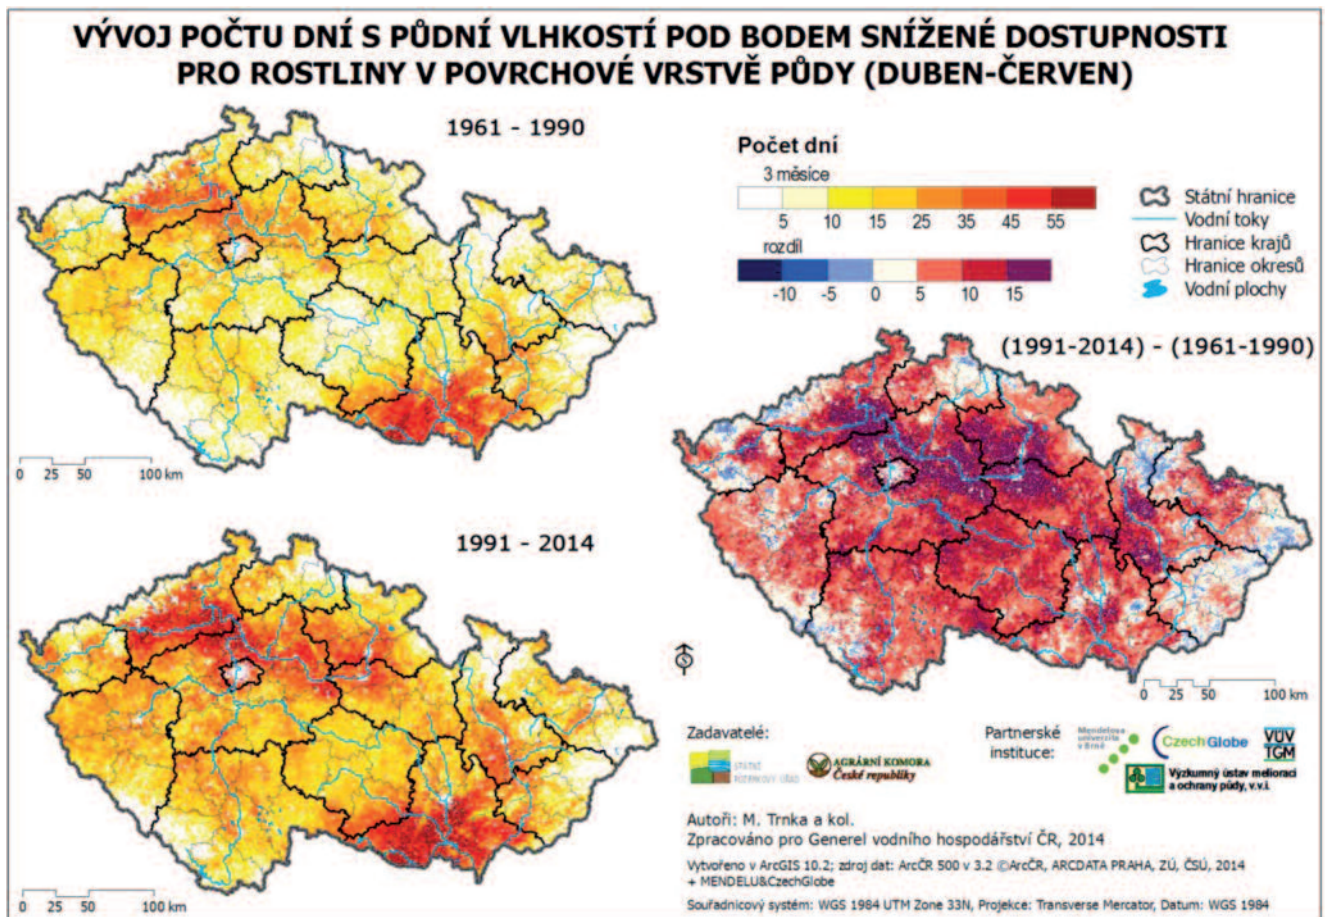 VÝVOJ POČTU DNÍ S PŮDNÍ VLHKOSTÍ POD BODEM SNÍŽENÉ DOSTUPNOSTI
PRO ROSTLINY V POVRCHOVÉ VRSTVĚ PŮDY (DUBEN-ČERVEN)
1961 - 1990
Počet dní
3 měsíce
5 10 15 25 35 45 55
rozdíl
-10 -5 0 5 10 15
Státní hranice
Vodní toky
Hranice krajů
Hranice okresů
Vodní plochy
(1991-2014) - (1961-1990)
0 25 50 100 km
1991 - 2014
0 25 50 100 km
0 25 50 100 km
Zadavatelé:
STÁTNÍ
POZEMKOVÝ ÚŘAD
AGRÁRNÍ KOMORA
České republiky
Partnerské
instituce:
Mendelova
univerzita
v Brně
CzechGlobe
VÚV
TGM
Výzkumný ústav meliorací
a ochrany půdy, v.v.i.
Autoři: M. Trnka a kol.
Zpracováno pro Generel vodního hospodářství ČR, 2014
Vytvořeno v ArcGIS 10.2; zdroj dat: ArcČR 500 v 3.2 ©ArcČR, ARCDATA PRAHA, ZÚ, ČSÚ, 2014
+ MENDELU&CzechGlobe
Souřadnicový systém: WGS 1984 UTM Zone 33N, Projekce: Transverse Mercator, Datum: WGS 1984